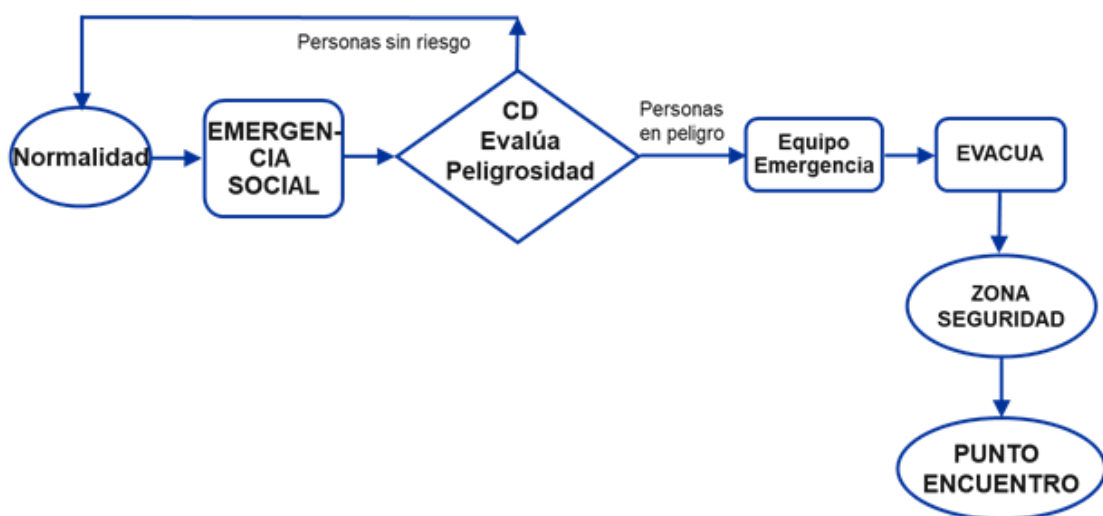 Personas sin riesgo
Normalidad
EMERGEN-
CIA
SOCIAL
CD
Evalúa
Peligrosidad
Personas
en peligro
Equipo
Emergencia
EVACUA
ZONA
SEGURIDAD
PUNTO
ENCUENTRO